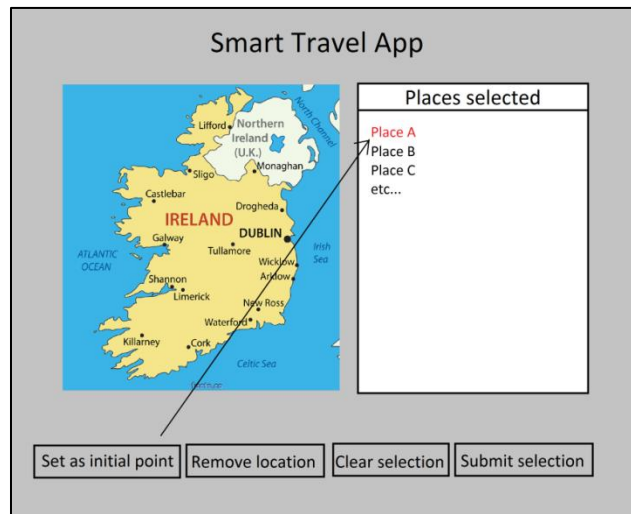 Smart Travel App
Places selected
Place A
Place B
Place C
etc...
North Channel
Lifford
Northern
Ireland
(U.K.)
Monaghan
Sligo
Castlebar
Drogheda
IRELAND
DUBLIN
Galway
Tullamore
ATLANTIC
OCEAN
Irish
Sea
Wicklow
Arklow
Shannon
Limerick
New Ross
Waterford
Killarney
Cork
Celtic Sea
Set as initial point
Remove location
Clear selection
Submit selection